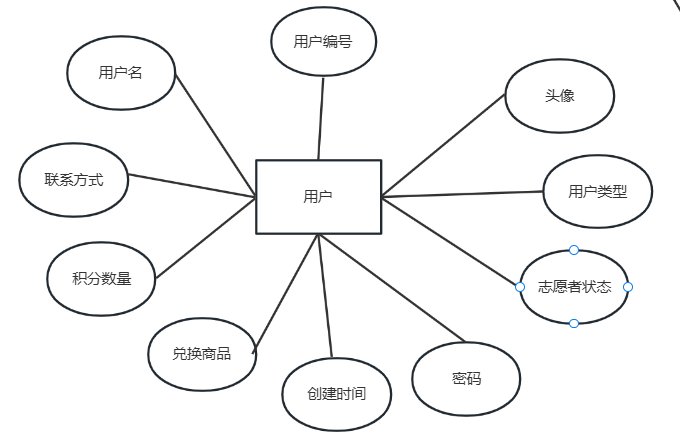 用户编号
用户名
头像
联系方式
用户类型
用户
积分数量
志愿者状态
兑换商品
创建时间
密码